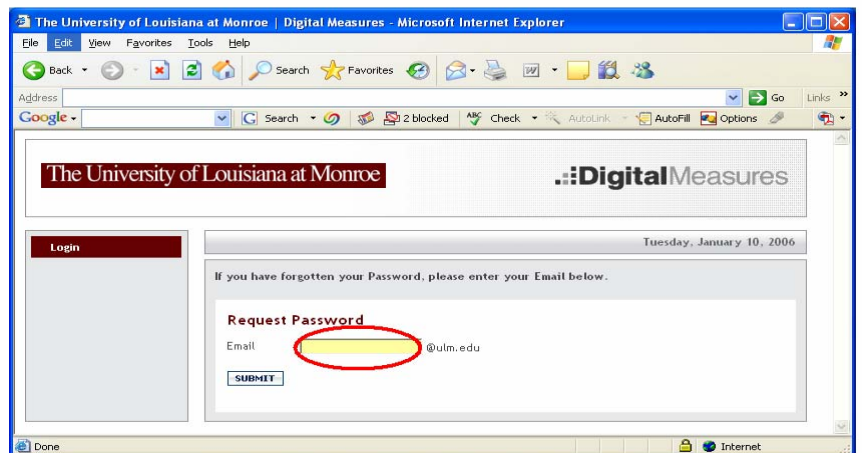 The University of Louisiana at Monroe | Digital Measures - Microsoft Internet Explorer
File Edit View Favorites Tools Help
Back Search Favorites
Address Go Links »
Google Search 2 blocked ABC Check AutoLink AutoFill Options
The University of Louisiana at Monroe .::DigitalMeasures
Login
Tuesday, January 10, 2006
If you have forgotten your Password, please enter your Email below.
Request Password
Email @ulm.edu
SUBMIT
Done Internet